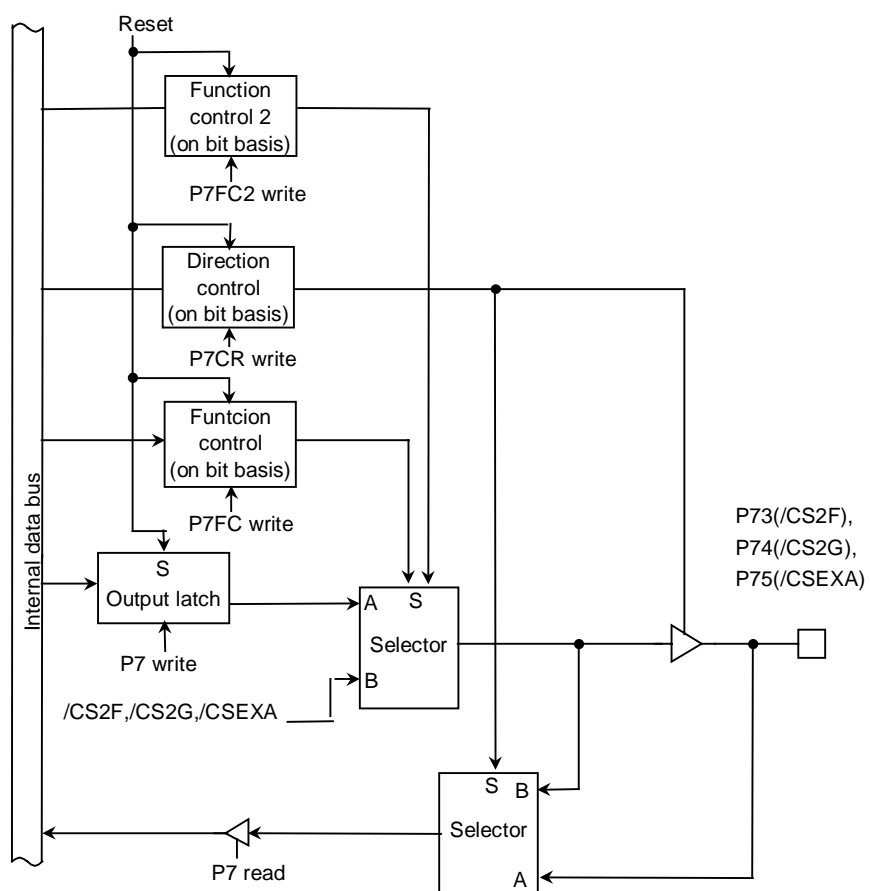 Reset
Function
control 2
(on bit basis)
P7FC2 write
Direction
control
(on bit basis)
P7CR write
Funtcion
control
(on bit basis)
P7FC write
Internal data bus
S
Output latch
P7 write
A
S
Selector
B
/CS2F,/CS2G,/CSEXA
P73(/CS2F),
P74(/CS2G),
P75(/CSEXA)
S
B
Selector
A
P7 read